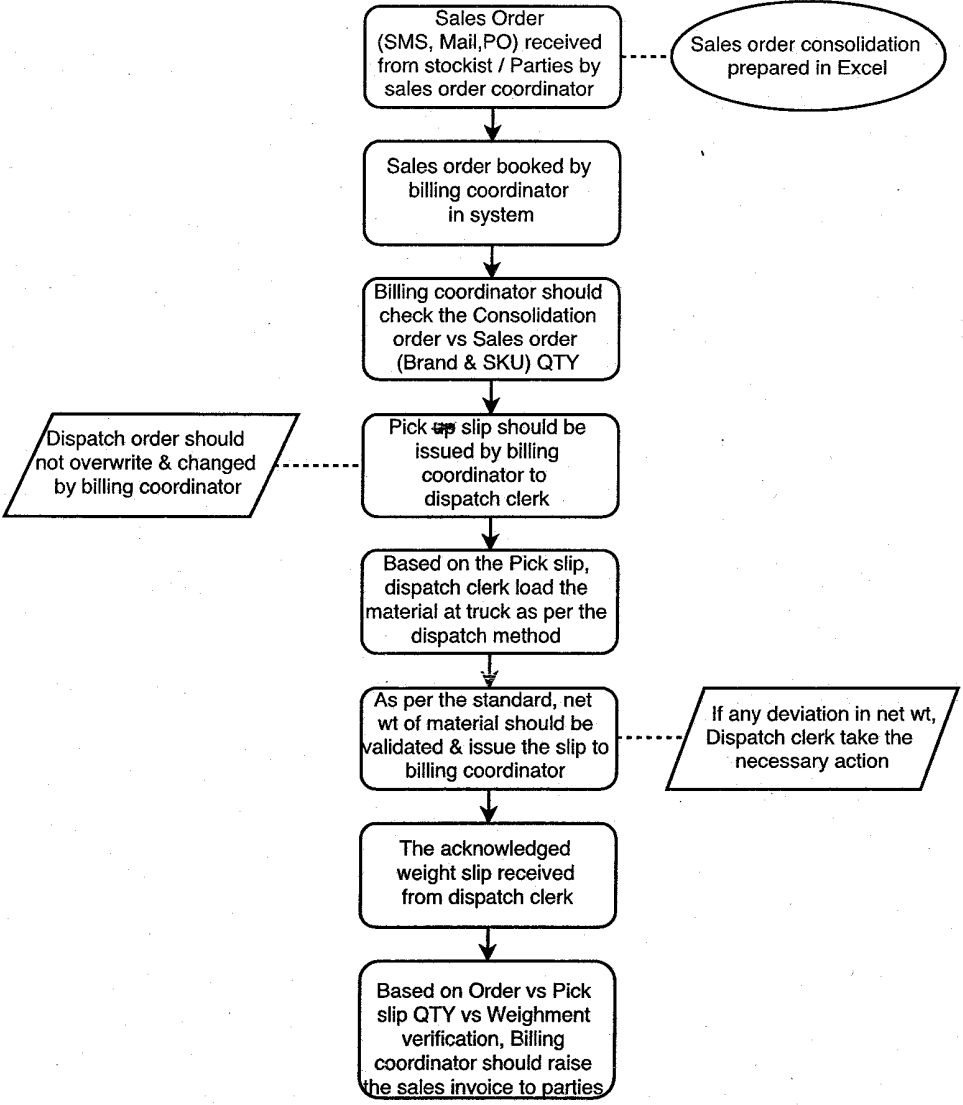 Sales Order
(SMS, Mail,PO) received
from stockist / Parties by
sales order coordinator
Sales order consolidation
prepared in Excel
Sales order booked by
billing coordinator
in system
Billing coordinator should
check the Consolidation
order vs Sales order
(Brand & SKU) QTY
Pick up slip should be
issued by billing
coordinator to
dispatch clerk
Dispatch order should
not overwrite & changed
by billing coordinator
Based on the Pick slip,
dispatch clerk load the
material at truck as per the
dispatch method
As per the standard, net
wt of material should be
validated & issue the slip to
billing coordinator
If any deviation in net wt,
Dispatch clerk take the
necessary action
The acknowledged
weight slip received
from dispatch clerk
Based on Order vs Pick
slip QTY vs Weighment
verification, Billing
coordinator should raise
the sales invoice to parties